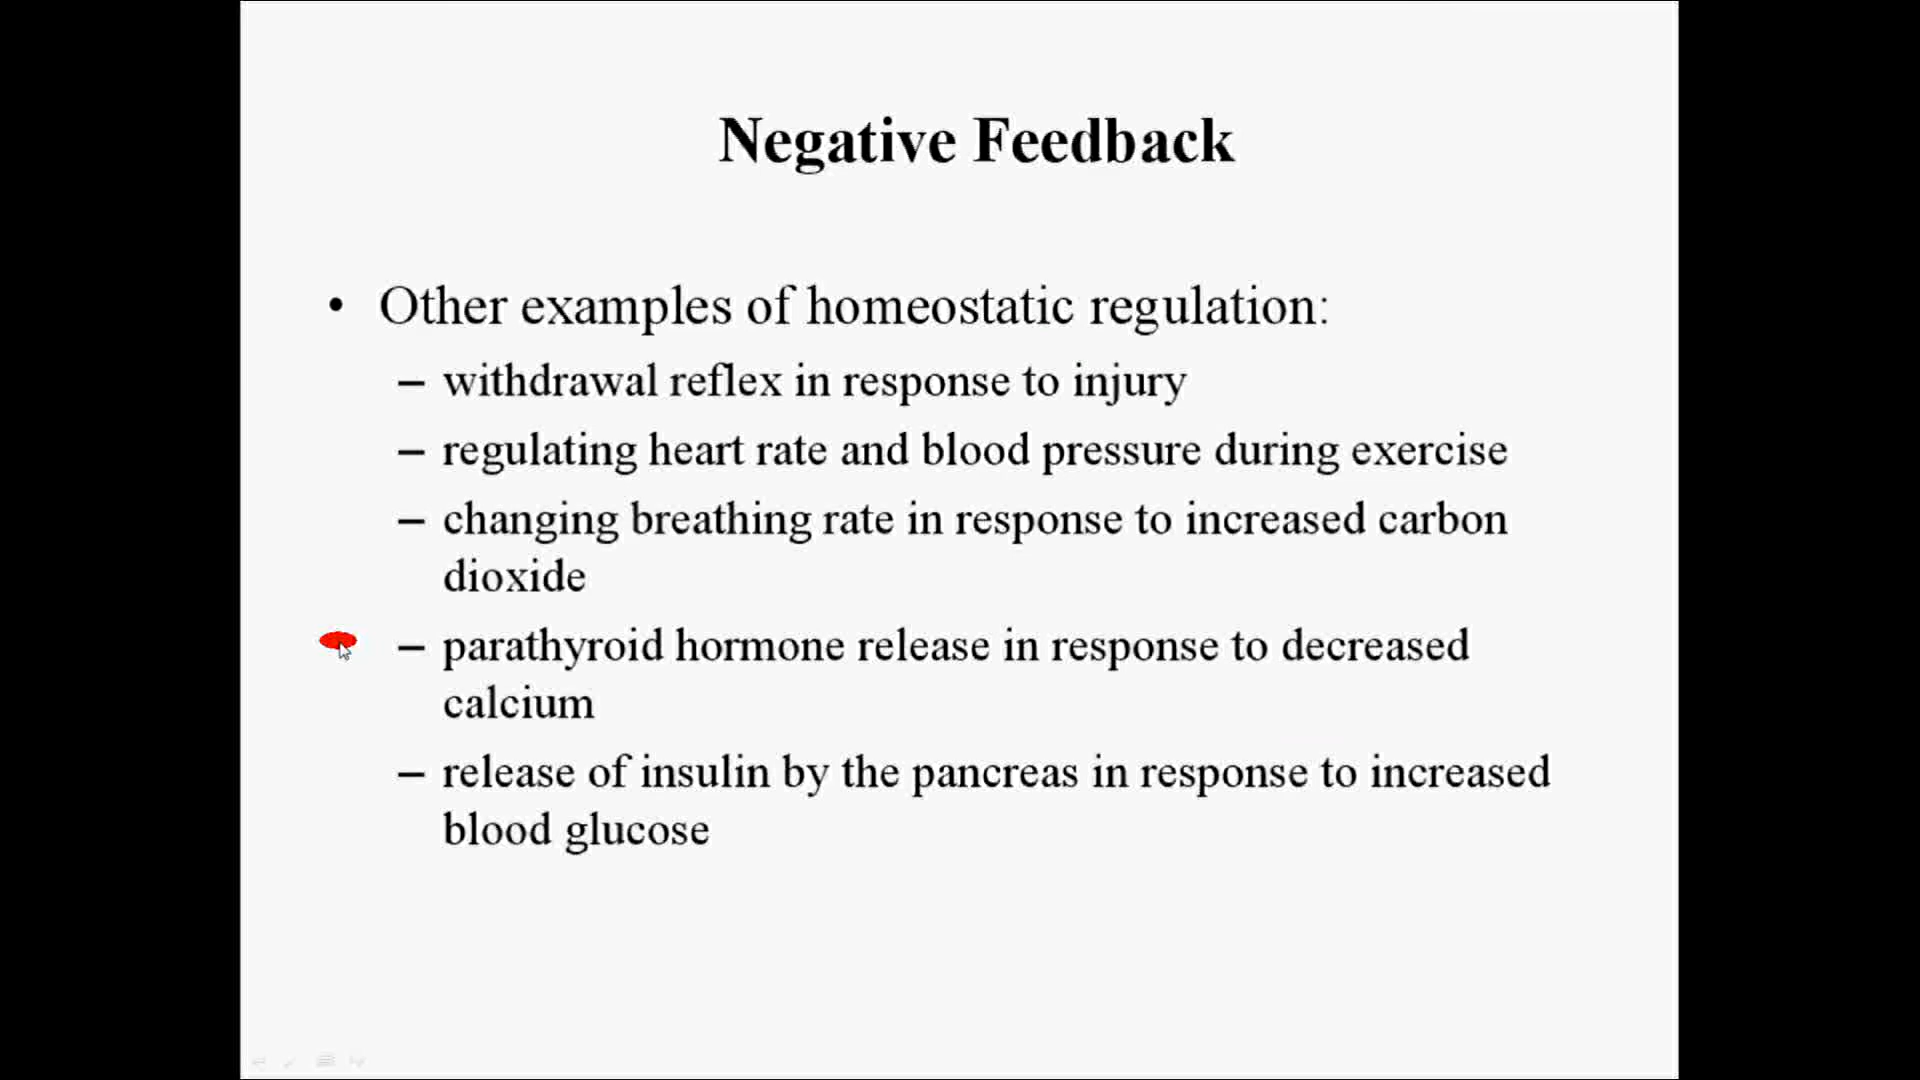 Negative Feedback
• Other examples of homeostatic regulation:
– withdrawal reflex in response to injury
– regulating heart rate and blood pressure during exercise
– changing breathing rate in response to increased carbon
dioxide
– parathyroid hormone release in response to decreased
calcium
– release of insulin by the pancreas in response to increased
blood glucose